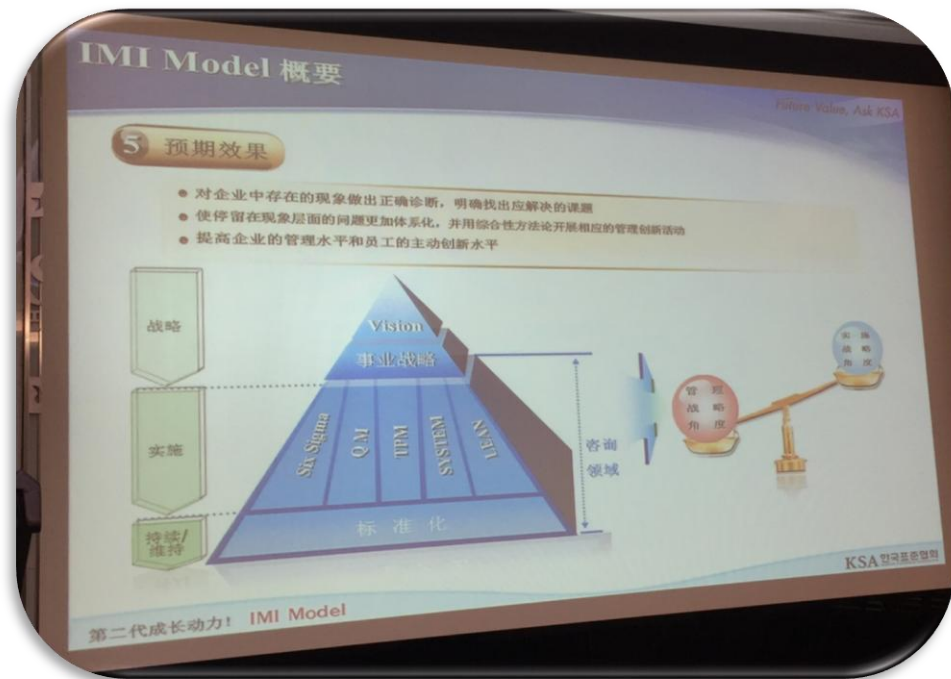 IMI Model 概要
Future Value, Ask KSA
5 预期效果
● 对企业中存在的现象做出正确诊断，明确找出应解决的课题
● 使停留在现象层面的问题更加体系化，并用综合性方法论开展相应的管理创新活动
● 提高企业的管理水平和员工的主动创新水平
战略
实施
持续/
维持
Vision
Six Sigma
IN Q
TPM
SYSTEM
LEAN
标准化
咨询
领域
管理
战略
角度
实施
战略
角度
KSA 한국표준협회
第二代成长动力! IMI Model